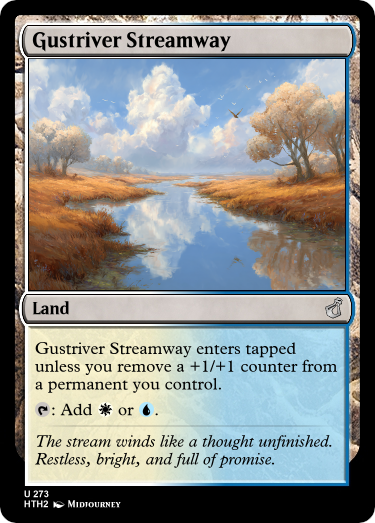 Gustriver Streamway
Land
Gustriver Streamway enters tapped
unless you remove a +1/+1 counter from
a permanent you control.
: Add or .
The stream winds like a thought unfinished.
Restless, bright, and full of promise.
U 273
HTH2 Midjourney